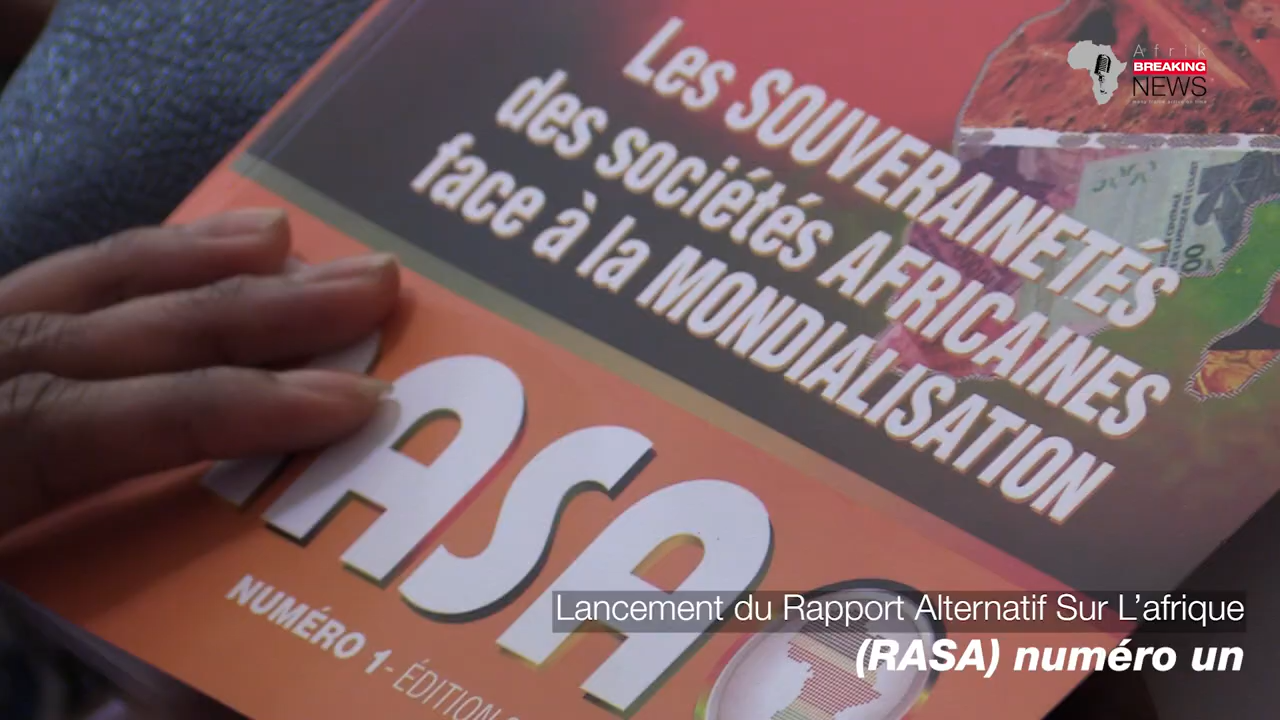 Afrik
BREAKING
NEWS
Les SOUVERAINETÉS
des sociétés AFRICAINES
face à la MONDIALISATION
ASA
NUMÉRO 1- ÉDITION
Lancement du Rapport Alternatif Sur L'afrique
(RASA) numéro un